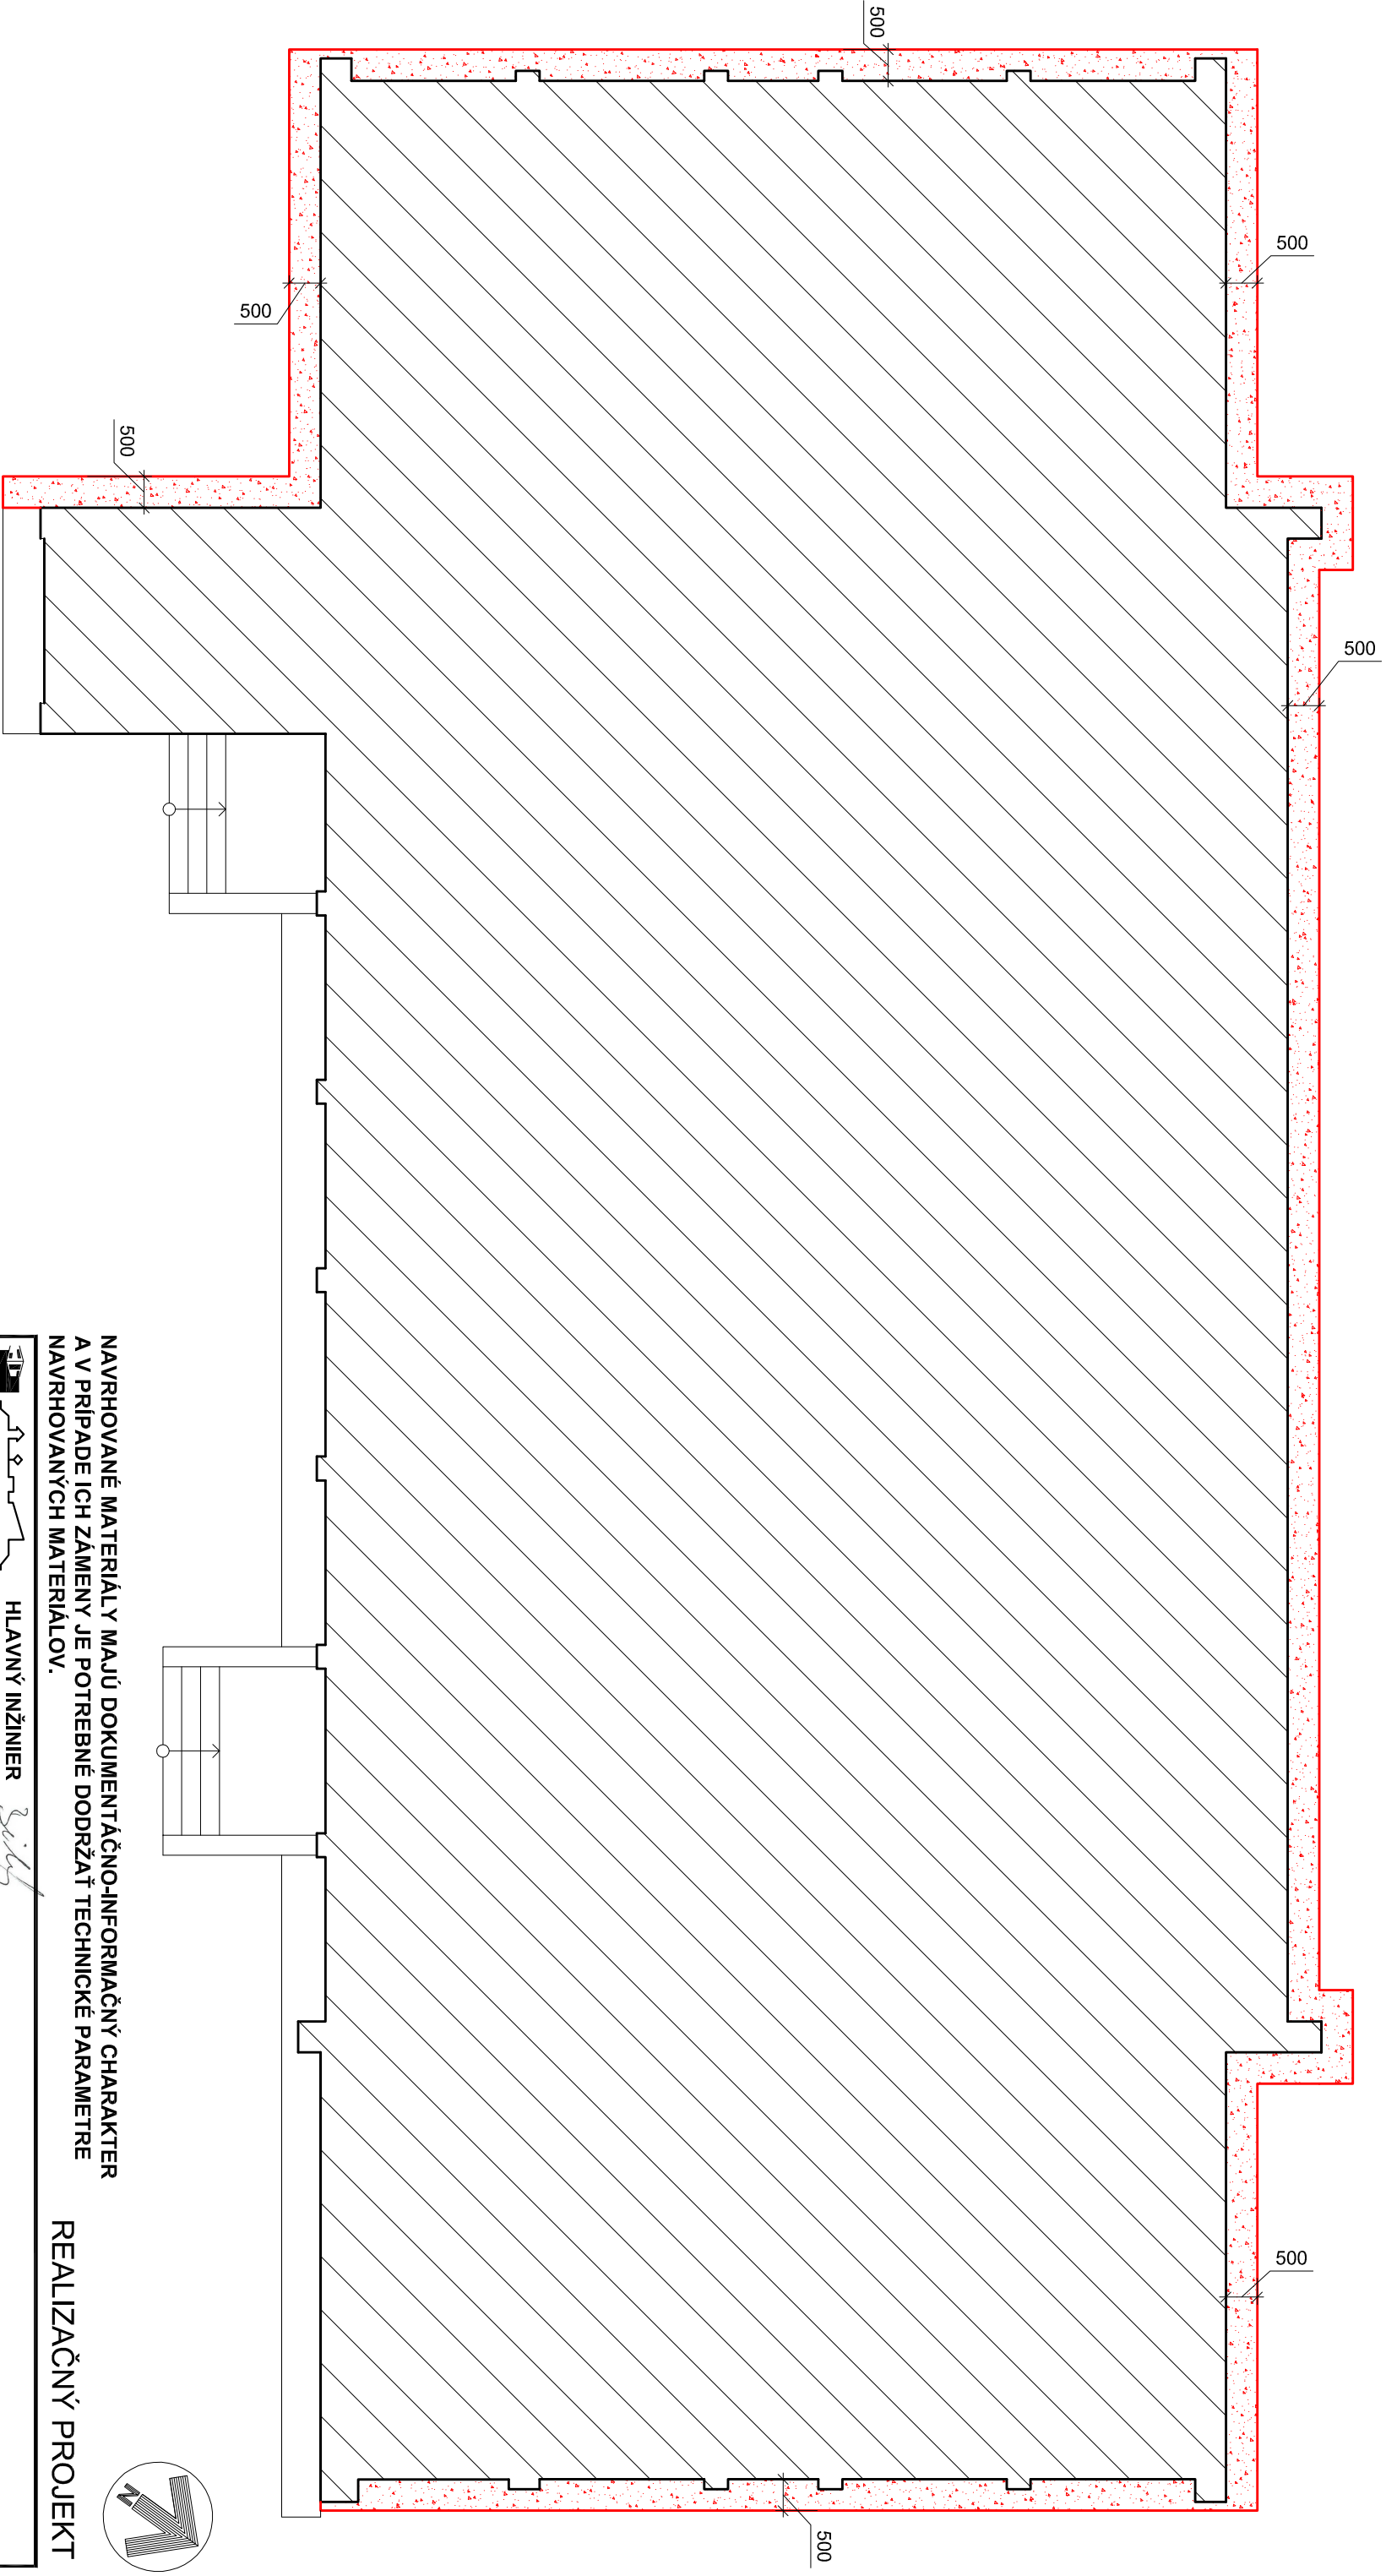 500
500
500
500
500
500
500
NAVRHOVANÉ MATERIÁLY MAJÚ DOKUMENTÁČNO-INFORMAČNÝ CHARAKTER
A V PRÍPADE ICH ZÁMENY JE POTREBNÉ DODRŽAŤ TECHNICKÉ PARAMETRE
NAVRHOVANÝCH MATERIÁLOV.
REALIZAČNÝ PROJEKT
N
HLAVNÝ INŽINIER